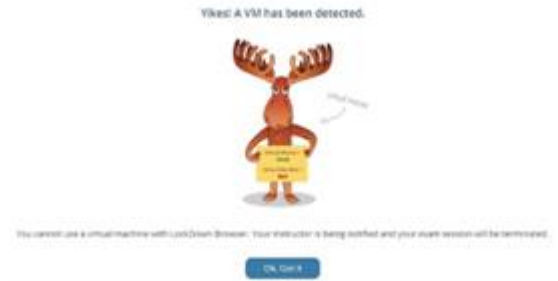 Yikes! A VM has been detected.
You cannot use a virtual machine with LockDown Browser. Your instructor is being notified and your exam session will be terminated.
Ok, Got it